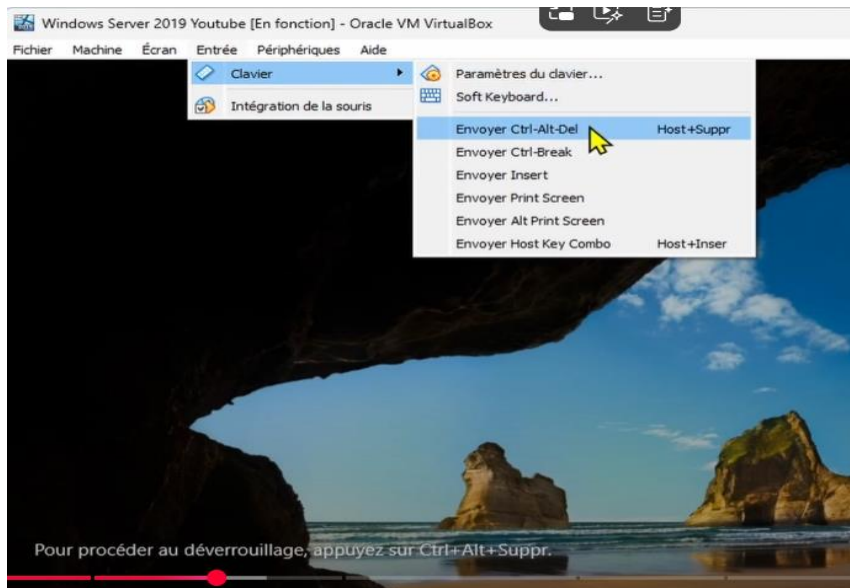 Windows Server 2019 Youtube [En fonction] - Oracle VM VirtualBox
Fichier Machine Écran Entrée Périphériques Aide
Clavier
Intégration de la souris
Paramètres du clavier...
Soft Keyboard...
Envoyer Ctrl-Alt-Del Host+Suppr
Envoyer Ctrl-Break
Envoyer Insert
Envoyer Print Screen
Envoyer Alt Print Screen
Envoyer Host Key Combo Host+Inser
Pour procéder au déverrouillage, appuyez sur Ctrl+Alt+Suppr.